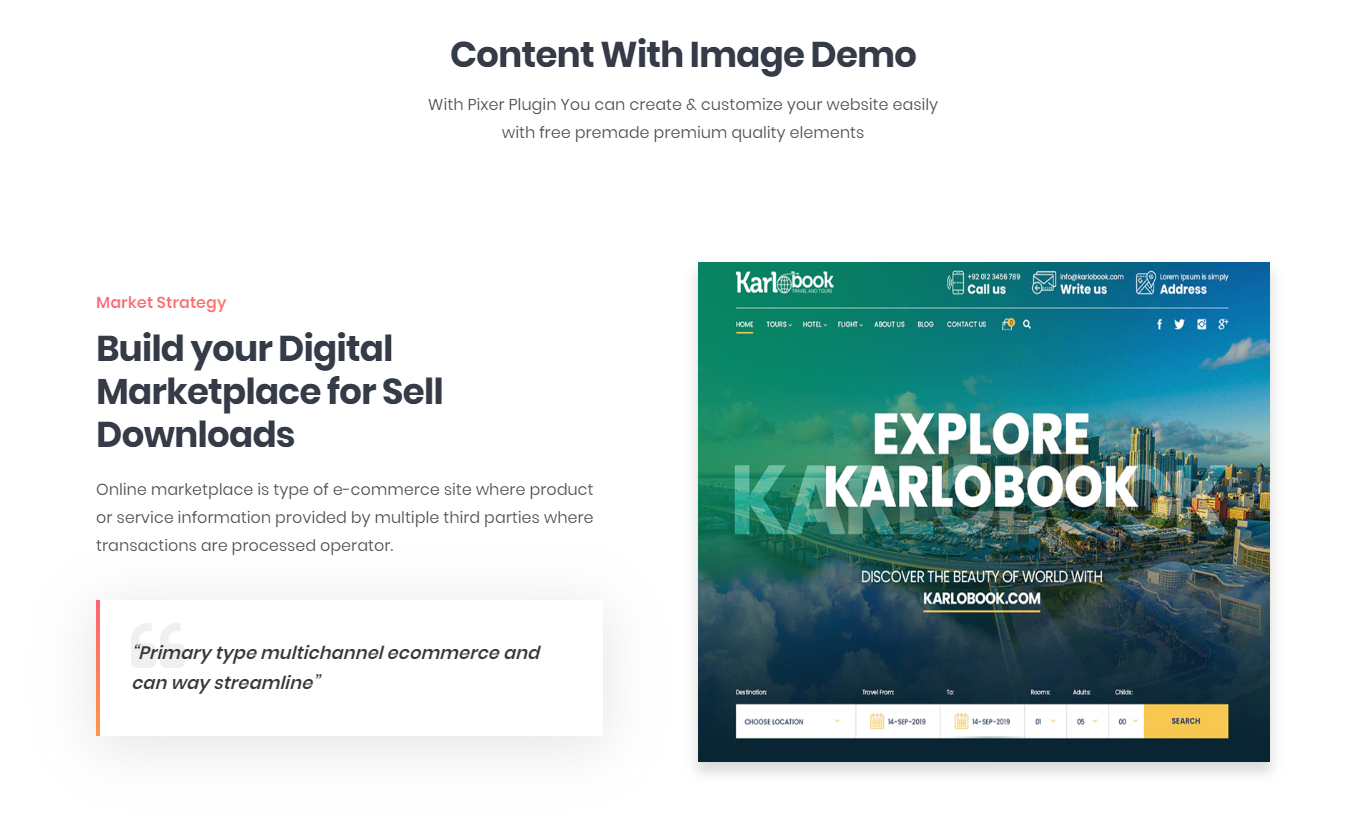 Content With Image Demo
With Pixer Plugin You can create & customize your website easily
with free premade premium quality elements
Market Strategy
Build your Digital
Marketplace for Sell
Downloads
Online marketplace is type of e-commerce site where product
or service information provided by multiple third parties where
transactions are processed operator.
“Primary type multichannel ecommerce and
can way streamline”
Karlobook
TRAVEL AND TOURS
+92 012 3456 789
Call us
info@karlobook.com
Write us
Lorem Ipsum is simply
Address
HOME TOURS HOTEL FLIGHT ABOUT US BLOG CONTACT US 0
EXPLORE
KARLOBOOK
KARLOBOOK
DISCOVER THE BEAUTY OF WORLD WITH
KARLOBOOK.COM
Destination: Travel From: To: Rooms: Adults: Childs:
CHOOSE LOCATION 14-SEP-2019 14-SEP-2019 01 05 00 SEARCH